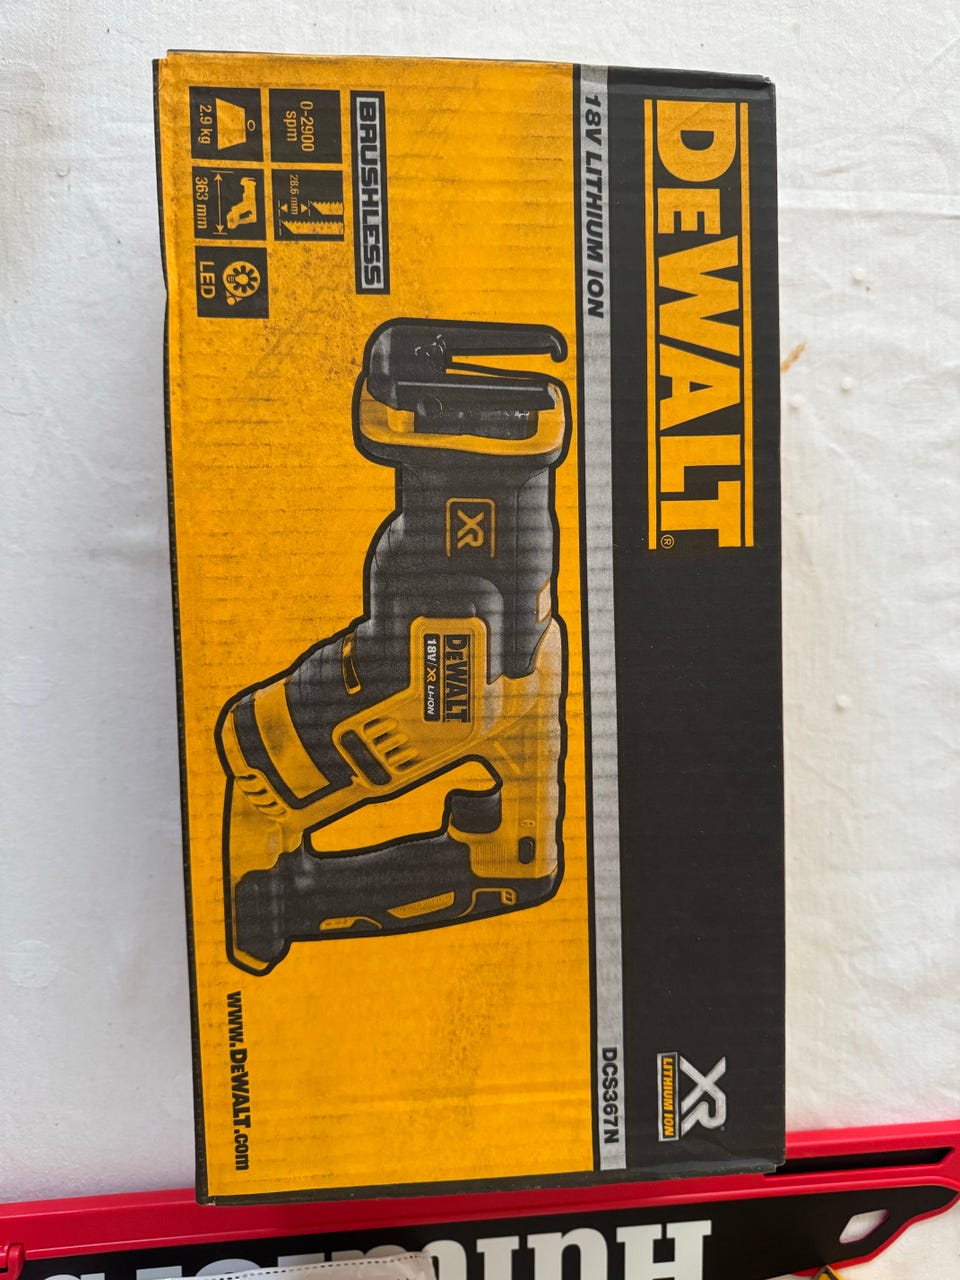 DEWALT®
XR
LITHIUM ION
18V LITHIUM ION
DCS367N
BRUSHLESS
0-2900
spm
28.6 mm
2.9 kg
363 mm
LED
XR
DEWALT
18V/XR LI-ION
www.DEWALT.com